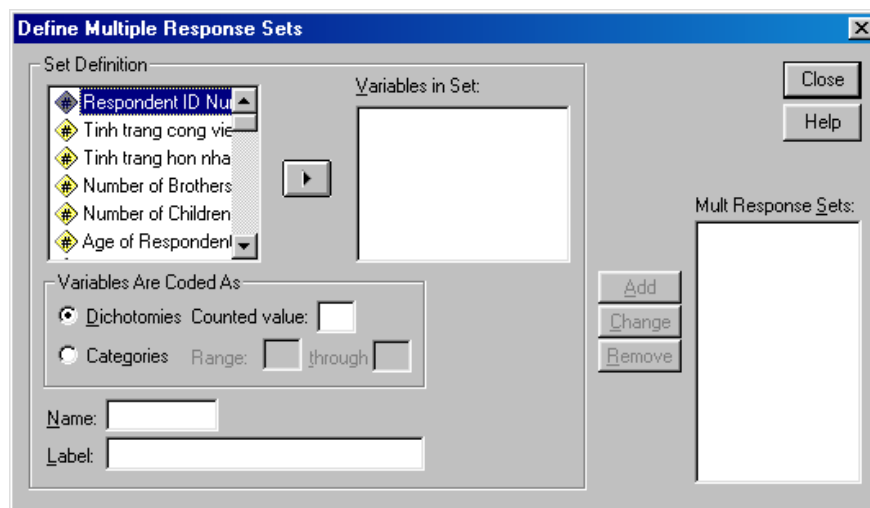 Define Multiple Response Sets
Set Definition
Respondent ID Nu
Tinh trang cong vie
Tinh trang hon nha
Number of Brothers
Number of Children
Age of Respondent
Variables in Set:
Close
Help
Mult Response Sets:
Variables Are Coded As
Dichotomies Counted value:
Categories Range: through
Add
Change
Remove
Name:
Label: